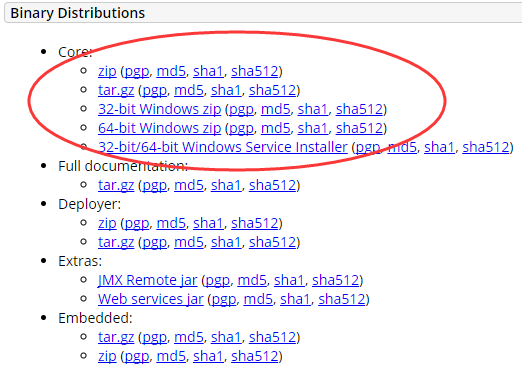 Binary Distributions
Core:
zip (pgp, md5, sha1, sha512)
tar.gz (pgp, md5, sha1, sha512)
32-bit Windows zip (pgp, md5, sha1, sha512)
64-bit Windows zip (pgp, md5, sha1, sha512)
32-bit/64-bit Windows Service Installer (pgp, md5, sha1, sha512)
Full documentation:
tar.gz (pgp, md5, sha1, sha512)
Deployer:
zip (pgp, md5, sha1, sha512)
tar.gz (pgp, md5, sha1, sha512)
Extras:
JMX Remote jar (pgp, md5, sha1, sha512)
Web services jar (pgp, md5, sha1, sha512)
Embedded:
tar.gz (pgp, md5, sha1, sha512)
zip (pgp, md5, sha1, sha512)